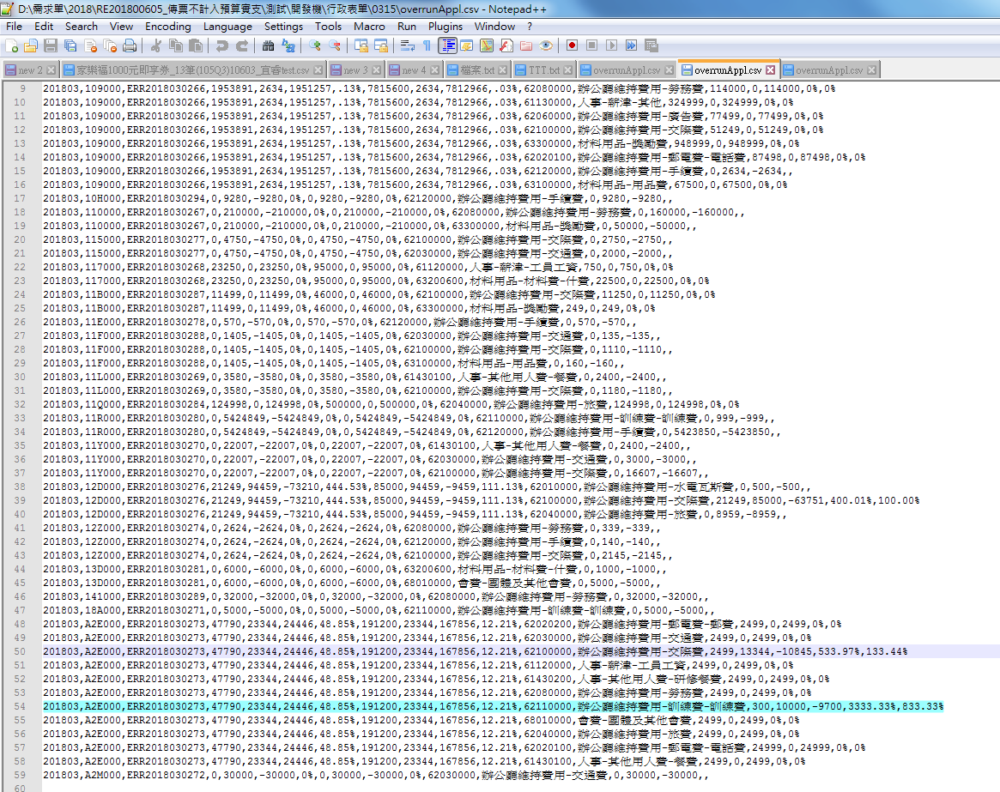 D:\需求單\2018\RE201800605_傳票不計入預算實支\測試\開發機\行政表單\0315\overrunAppl.csv - Notepad++
File Edit Search View Encoding Language Settings Tools Macro Run Plugins Window ?
new 2 家樂福1000元即享券_13筆(105Q3)10603_宜睿test.csv new 3 new 4 檔案.txt TTT.txt overrunAppl.csv overrunAppl.csv overrunAppl.csv
9 201803,109000,ERR2018030266,1953891,2634,1951257,.13%,7815600,2634,7812966,.03%,62080000,辦公廳維持費用-勞務費,114000,0,114000,0%,0%
10 201803,109000,ERR2018030266,1953891,2634,1951257,.13%,7815600,2634,7812966,.03%,61130000,人事-薪津-其他,324999,0,324999,0%,0%
11 201803,109000,ERR2018030266,1953891,2634,1951257,.13%,7815600,2634,7812966,.03%,62060000,辦公廳維持費用-廣告費,77499,0,77499,0%,0%
12 201803,109000,ERR2018030266,1953891,2634,1951257,.13%,7815600,2634,7812966,.03%,62100000,辦公廳維持費用-交際費,51249,0,51249,0%,0%
13 201803,109000,ERR2018030266,1953891,2634,1951257,.13%,7815600,2634,7812966,.03%,63300000,材料用品-獎勵費,948999,0,948999,0%,0%
14 201803,109000,ERR2018030266,1953891,2634,1951257,.13%,7815600,2634,7812966,.03%,62020100,辦公廳維持費用-郵電費-電話費,87498,0,87498,0%,0%
15 201803,109000,ERR2018030266,1953891,2634,1951257,.13%,7815600,2634,7812966,.03%,62120000,辦公廳維持費用-手續費,0,2634,-2634,,
16 201803,109000,ERR2018030266,1953891,2634,1951257,.13%,7815600,2634,7812966,.03%,63100000,材料用品-用品費,67500,0,67500,0%,0%
17 201803,10H000,ERR2018030294,0,9280,-9280,0%,0,9280,-9280,0%,62120000,辦公廳維持費用-手續費,0,9280,-9280,,
18 201803,110000,ERR2018030267,0,210000,-210000,0%,0,210000,-210000,0%,62080000,辦公廳維持費用-勞務費,0,160000,-160000,,
19 201803,110000,ERR2018030267,0,210000,-210000,0%,0,210000,-210000,0%,63300000,材料用品-獎勵費,0,50000,-50000,,
20 201803,115000,ERR2018030277,0,4750,-4750,0%,0,4750,-4750,0%,62100000,辦公廳維持費用-交際費,0,2750,-2750,,
21 201803,115000,ERR2018030277,0,4750,-4750,0%,0,4750,-4750,0%,62030000,辦公廳維持費用-交通費,0,2000,-2000,,
22 201803,117000,ERR2018030268,23250,0,23250,0%,95000,0,95000,0%,61120000,人事-薪津-工員工資,750,0,750,0%,0%
23 201803,117000,ERR2018030268,23250,0,23250,0%,95000,0,95000,0%,63200600,材料用品-材料費-什費,22500,0,22500,0%,0%
24 201803,11B000,ERR2018030287,11499,0,11499,0%,46000,0,46000,0%,62100000,辦公廳維持費用-交際費,11250,0,11250,0%,0%
25 201803,11B000,ERR2018030287,11499,0,11499,0%,46000,0,46000,0%,63300000,材料用品-獎勵費,249,0,249,0%,0%
26 201803,11E000,ERR2018030278,0,570,-570,0%,0,570,-570,0%,62120000,辦公廳維持費用-手續費,0,570,-570,,
27 201803,11F000,ERR2018030288,0,1405,-1405,0%,0,1405,-1405,0%,62030000,辦公廳維持費用-交通費,0,135,-135,,
28 201803,11F000,ERR2018030288,0,1405,-1405,0%,0,1405,-1405,0%,62100000,辦公廳維持費用-交際費,0,1110,-1110,,
29 201803,11F000,ERR2018030288,0,1405,-1405,0%,0,1405,-1405,0%,63100000,材料用品-用品費,0,160,-160,,
30 201803,11L000,ERR2018030269,0,3580,-3580,0%,0,3580,-3580,0%,61430100,人事-其他用人費-餐費,0,2400,-2400,,
31 201803,11L000,ERR2018030269,0,3580,-3580,0%,0,3580,-3580,0%,62100000,辦公廳維持費用-交際費,0,1180,-1180,,
32 201803,11Q000,ERR2018030284,124998,0,124998,0%,500000,0,500000,0%,62040000,辦公廳維持費用-旅費,124998,0,124998,0%,0%
33 201803,11R000,ERR2018030280,0,5424849,-5424849,0%,0,5424849,-5424849,0%,62110000,辦公廳維持費用-訓練費-訓練費,0,999,-999,,
34 201803,11R000,ERR2018030280,0,5424849,-5424849,0%,0,5424849,-5424849,0%,62120000,辦公廳維持費用-手續費,0,5423850,-5423850,,
35 201803,11Y000,ERR2018030270,0,22007,-22007,0%,0,22007,-22007,0%,61430100,人事-其他用人費-餐費,0,2400,-2400,,
36 201803,11Y000,ERR2018030270,0,22007,-22007,0%,0,22007,-22007,0%,62030000,辦公廳維持費用-交通費,0,3000,-3000,,
37 201803,11Y000,ERR2018030270,0,22007,-22007,0%,0,22007,-22007,0%,62100000,辦公廳維持費用-交際費,0,16607,-16607,,
38 201803,12D000,ERR2018030276,21249,94459,-73210,444.53%,85000,94459,-9459,111.13%,62010000,辦公廳維持費用-水電瓦斯費,0,500,-500,,
39 201803,12D000,ERR2018030276,21249,94459,-73210,444.53%,85000,94459,-9459,111.13%,62100000,辦公廳維持費用-交際費,21249,85000,-63751,400.01%,100.00%
40 201803,12D000,ERR2018030276,21249,94459,-73210,444.53%,85000,94459,-9459,111.13%,62040000,辦公廳維持費用-旅費,0,8959,-8959,,
41 201803,12Z000,ERR2018030274,0,2624,-2624,0%,0,2624,-2624,0%,62080000,辦公廳維持費用-勞務費,0,339,-339,,
42 201803,12Z000,ERR2018030274,0,2624,-2624,0%,0,2624,-2624,0%,62120000,辦公廳維持費用-手續費,0,140,-140,,
43 201803,12Z000,ERR2018030274,0,2624,-2624,0%,0,2624,-2624,0%,62100000,辦公廳維持費用-交際費,0,2145,-2145,,
44 201803,13D000,ERR2018030281,0,6000,-6000,0%,0,6000,-6000,0%,63200600,材料用品-材料費-什費,0,1000,-1000,,
45 201803,13D000,ERR2018030281,0,6000,-6000,0%,0,6000,-6000,0%,68010000,會費-團體及其他會費,0,5000,-5000,,
46 201803,141000,ERR2018030289,0,32000,-32000,0%,0,32000,-32000,0%,62080000,辦公廳維持費用-勞務費,0,32000,-32000,,
47 201803,18A000,ERR2018030271,0,5000,-5000,0%,0,5000,-5000,0%,62110000,辦公廳維持費用-訓練費-訓練費,0,5000,-5000,,
48 201803,A2E000,ERR2018030273,47790,23344,24446,48.85%,191200,23344,167856,12.21%,62020200,辦公廳維持費用-郵電費-郵費,2499,0,2499,0%,0%
49 201803,A2E000,ERR2018030273,47790,23344,24446,48.85%,191200,23344,167856,12.21%,62030000,辦公廳維持費用-交通費,2499,0,2499,0%,0%
50 201803,A2E000,ERR2018030273,47790,23344,24446,48.85%,191200,23344,167856,12.21%,62100000,辦公廳維持費用-交際費,2499,13344,-10845,533.97%,133.44%
51 201803,A2E000,ERR2018030273,47790,23344,24446,48.85%,191200,23344,167856,12.21%,61120000,人事-薪津-工員工資,2499,0,2499,0%,0%
52 201803,A2E000,ERR2018030273,47790,23344,24446,48.85%,191200,23344,167856,12.21%,61430200,人事-其他用人費-研修餐費,2499,0,2499,0%,0%
53 201803,A2E000,ERR2018030273,47790,23344,24446,48.85%,191200,23344,167856,12.21%,62080000,辦公廳維持費用-勞務費,2499,0,2499,0%,0%
54 201803,A2E000,ERR2018030273,47790,23344,24446,48.85%,191200,23344,167856,12.21%,62110000,辦公廳維持費用-訓練費-訓練費,300,10000,-9700,3333.33%,833.33%
55 201803,A2E000,ERR2018030273,47790,23344,24446,48.85%,191200,23344,167856,12.21%,68010000,會費-團體及其他會費,2499,0,2499,0%,0%
56 201803,A2E000,ERR2018030273,47790,23344,24446,48.85%,191200,23344,167856,12.21%,62040000,辦公廳維持費用-旅費,2499,0,2499,0%,0%
57 201803,A2E000,ERR2018030273,47790,23344,24446,48.85%,191200,23344,167856,12.21%,62020100,辦公廳維持費用-郵電費-電話費,24999,0,24999,0%,0%
58 201803,A2E000,ERR2018030273,47790,23344,24446,48.85%,191200,23344,167856,12.21%,61430100,人事-其他用人費-餐費,2499,0,2499,0%,0%
59 201803,A2M000,ERR2018030272,0,30000,-30000,0%,0,30000,-30000,0%,62030000,辦公廳維持費用-交通費,0,30000,-30000,,
60